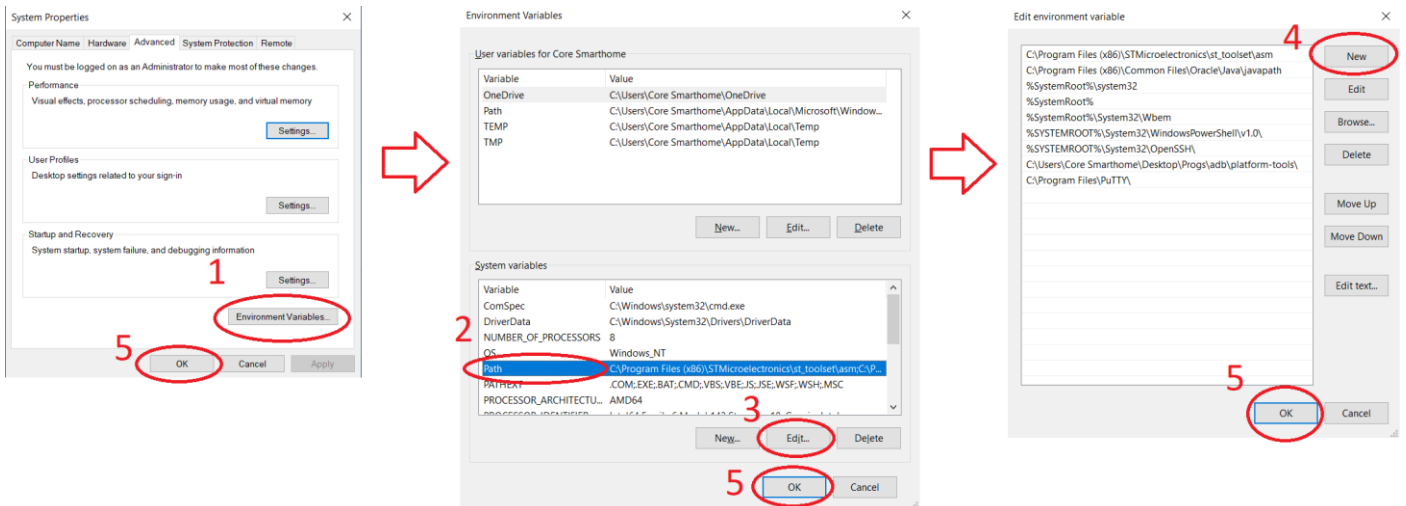 System Properties
Computer Name Hardware Advanced System Protection Remote
You must be logged on as an Administrator to make most of these changes.
Performance
Visual effects, processor scheduling, memory usage, and virtual memory
Settings...
User Profiles
Desktop settings related to your sign-in
Settings...
Startup and Recovery
System startup, system failure, and debugging information
1
Settings...
Environment Variables...
5
OK Cancel Apply
Environment Variables
User variables for Core Smarthome
Variable Value
OneDrive C:\Users\Core Smarthome\OneDrive
Path C:\Users\Core Smarthome\AppData\Local\Microsoft\Window...
TEMP C:\Users\Core Smarthome\AppData\Local\Temp
TMP C:\Users\Core Smarthome\AppData\Local\Temp
New... Edit... Delete
System variables
Variable Value
ComSpec C:\Windows\system32\cmd.exe
DriverData C:\Windows\System32\Drivers\DriverData
2
NUMBER_OF_PROCESSORS 8
OS Windows_NT
Path C:\Program Files (x86)\STMicroelectronics\st_toolset\asm;C:\P...
PATHEXT .COM;.EXE;.BAT;.CMD;.VBS;.VBE;.JS;.JSE;.WSF;.WSH;.MSC
PROCESSOR_ARCHITECTU... AMD64
3
New... Edit... Delete
5
OK Cancel
Edit environment variable
4
C:\Program Files (x86)\STMicroelectronics\st_toolset\asm
C:\Program Files (x86)\Common Files\Oracle\Java\javapath
%SystemRoot%\system32
%SystemRoot%
%SystemRoot%\System32\Wbem
%SYSTEMROOT%\System32\WindowsPowerShell\v1.0\
%SYSTEMROOT%\System32\OpenSSH\
C:\Users\Core Smarthome\Desktop\Progs\adb\platform-tools\
C:\Program Files\PuTTY\
New
Edit
Browse...
Delete
Move Up
Move Down
Edit text...
5
OK Cancel